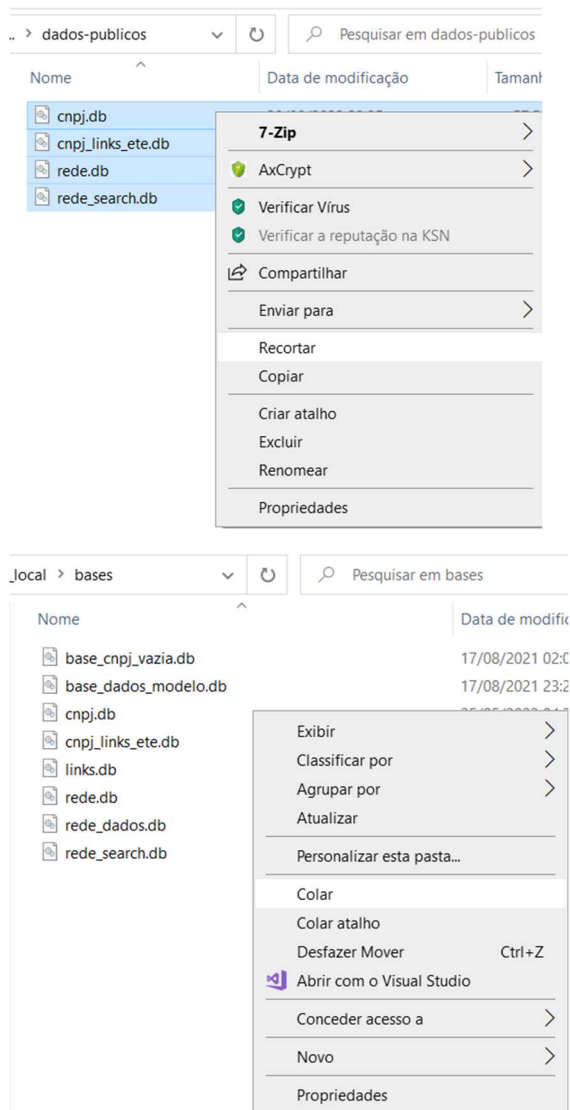 .. > dados-publicos Pesquisar em dados-publicos
Nome Data de modificação
cnpj.db
cnpj_links_ete.db
rede.db
rede_search.db
7-Zip
AxCrypt
Verificar Vírus
Verificar a reputação na KSN
Compartilhar
Enviar para
Recortar
Copiar
Criar atalho
Excluir
Renomear
Propriedades
_local > bases Pesquisar em bases
Nome Data de modific
base_cnpj_vazia.db 17/08/2021 02:0
base_dados_modelo.db 17/08/2021 23:2
cnpj.db
cnpj_links_ete.db
links.db
rede.db
rede_dados.db
rede_search.db
Exibir
Classificar por
Agrupar por
Atualizar
Personalizar esta pasta...
Colar
Colar atalho
Desfazer Mover Ctrl+Z
Abrir com o Visual Studio
Conceder acesso a
Novo
Propriedades